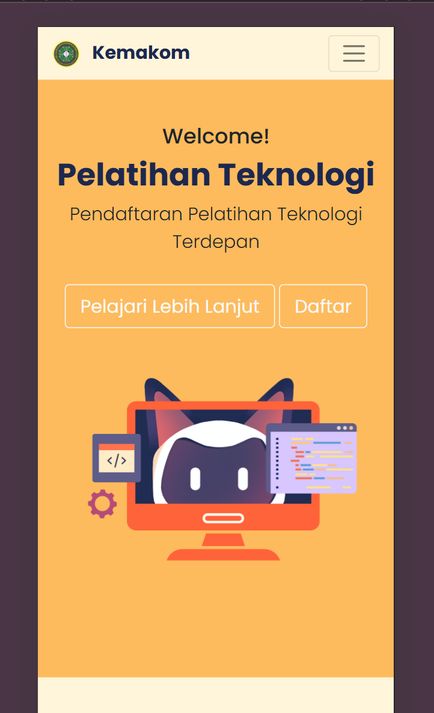 Kemakom
Welcome!
Pelatihan Teknologi
Pendaftaran Pelatihan Teknologi
Terdepan
Pelajari Lebih Lanjut
Daftar
</>